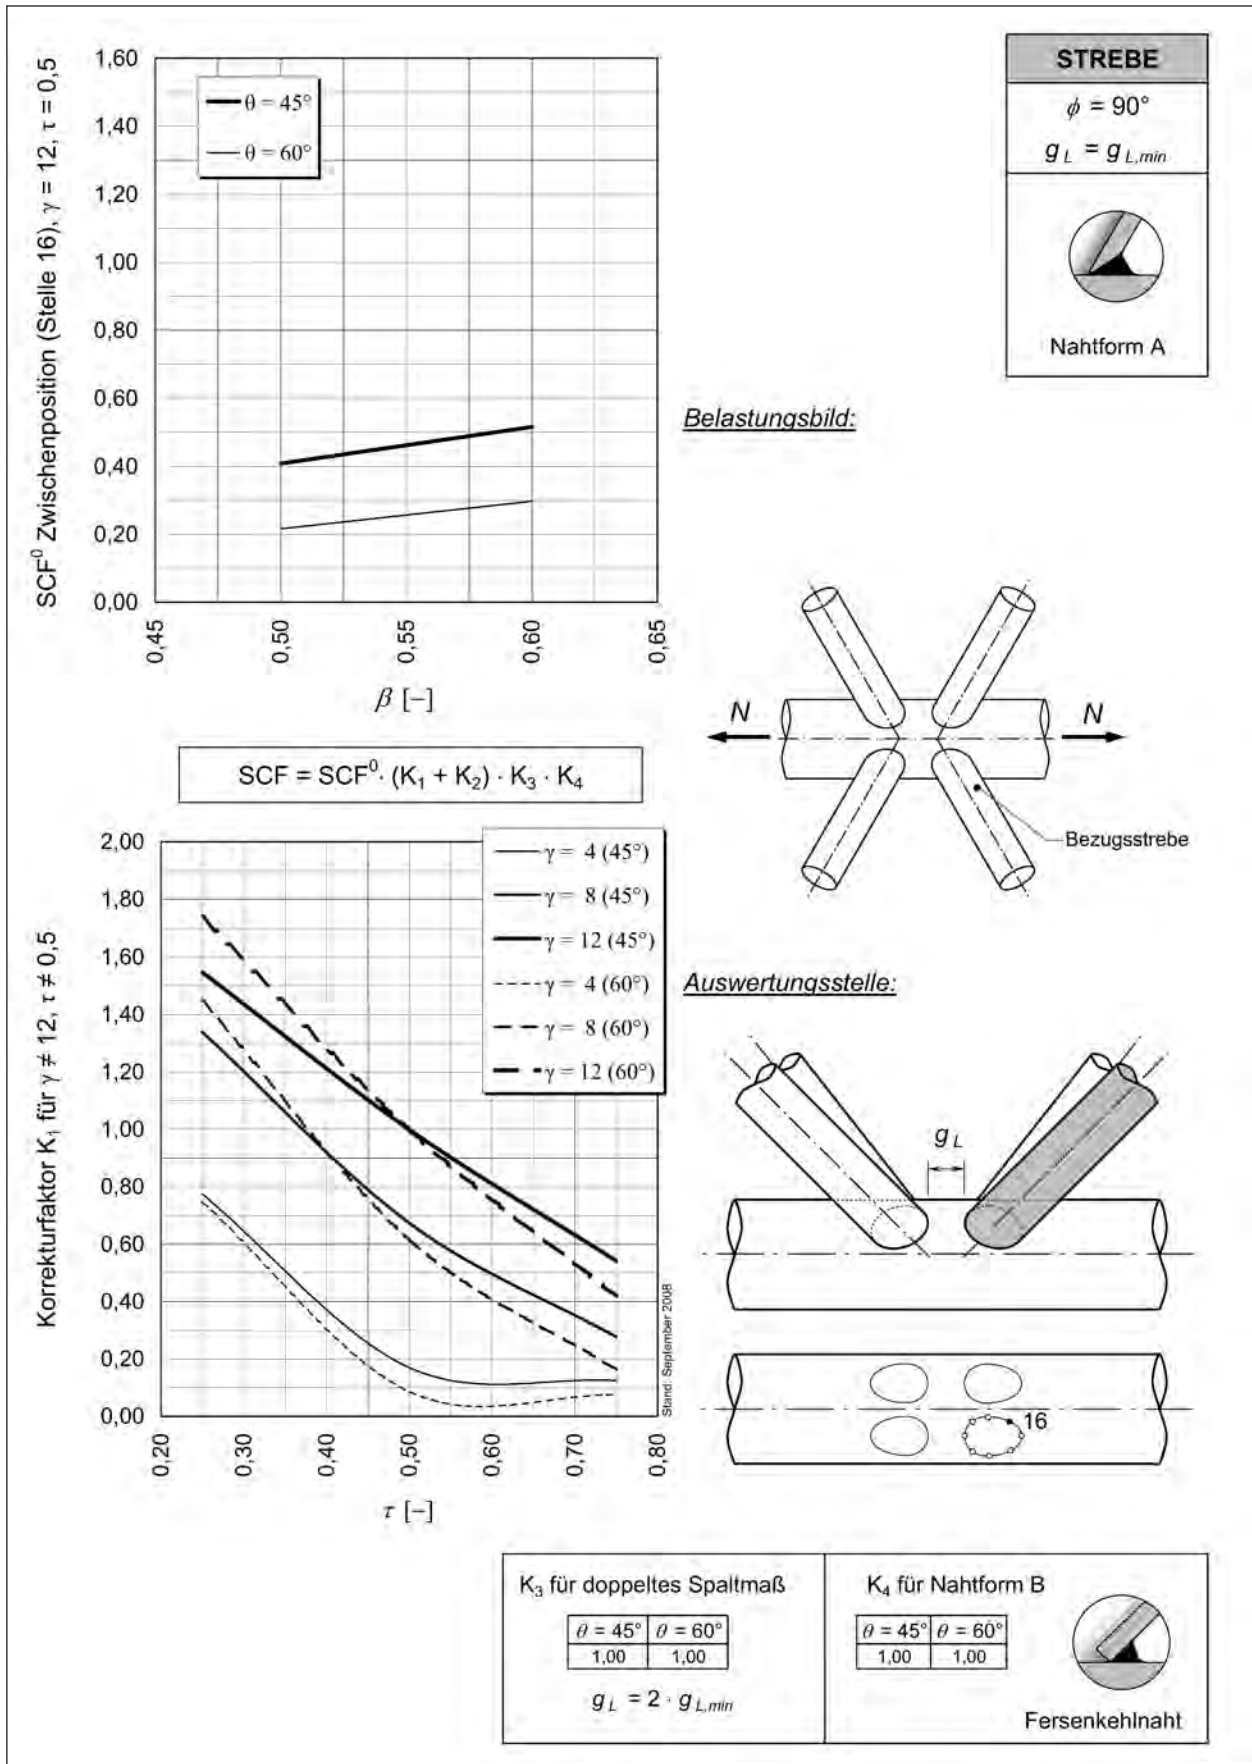 SCF⁰ Zwischenposition (Stelle 16), γ = 12, τ = 0,5
1,60
1,40
1,20
1,00
0,80
0,60
0,40
0,20
0,00
θ = 45°
θ = 60°
0,45
0,50
0,55
0,60
0,65
β [–]
STREBE
ϕ = 90°
g_L = g_L,min
Nahtform A
Belastungsbild:
N
N
Bezugsstrebe
SCF = SCF⁰· (K₁ + K₂) · K₃ · K₄
Korrekturfaktor K₁ für γ ≠ 12, τ ≠ 0,5
2,00
1,80
1,60
1,40
1,20
1,00
0,80
0,60
0,40
0,20
0,00
γ = 4 (45°)
γ = 8 (45°)
γ = 12 (45°)
γ = 4 (60°)
γ = 8 (60°)
γ = 12 (60°)
0,20
0,30
0,40
0,50
0,60
0,70
0,80
τ [–]
Stand: September 2008
Auswertungsstelle:
g_L
16
K₃ für doppeltes Spaltmaß
θ = 45° θ = 60°
1,00 1,00
g_L = 2 · g_L,min
K₄ für Nahtform B
θ = 45° θ = 60°
1,00 1,00
Fersenkehlnaht